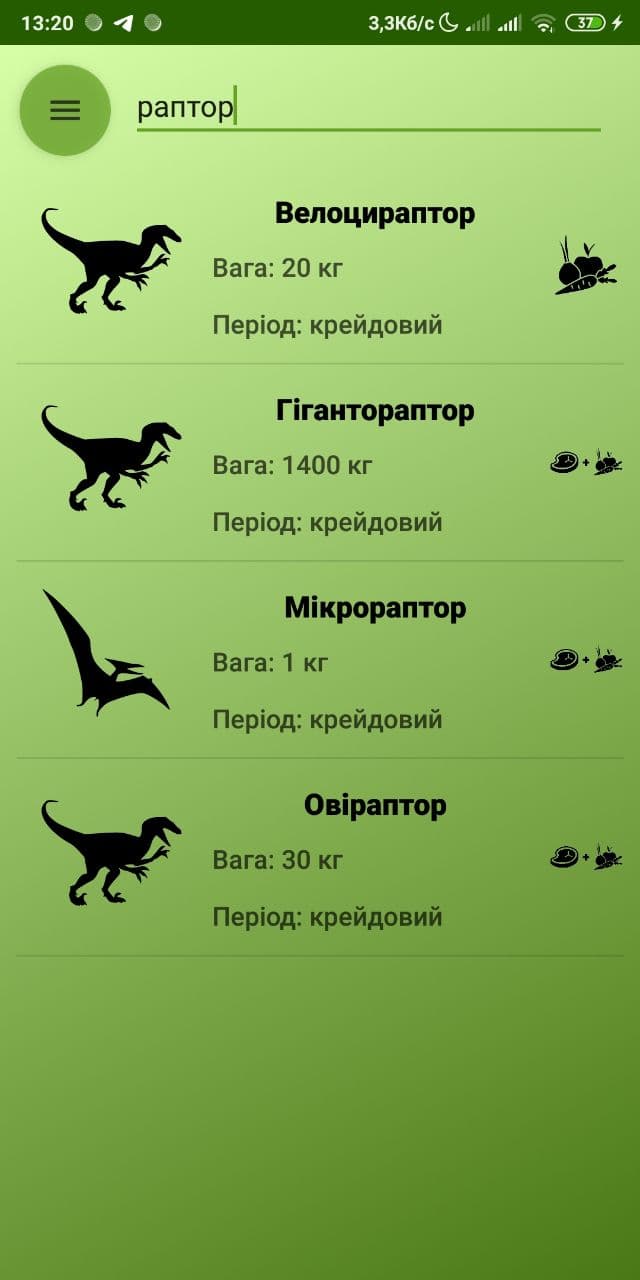 13:20 3,3Кб/с 37
раптор
Велоцираптор
Вага: 20 кг
Період: крейдовий
Гігантораптор
Вага: 1400 кг
Період: крейдовий
Мікрораптор
Вага: 1 кг
Період: крейдовий
Овіраптор
Вага: 30 кг
Період: крейдовий